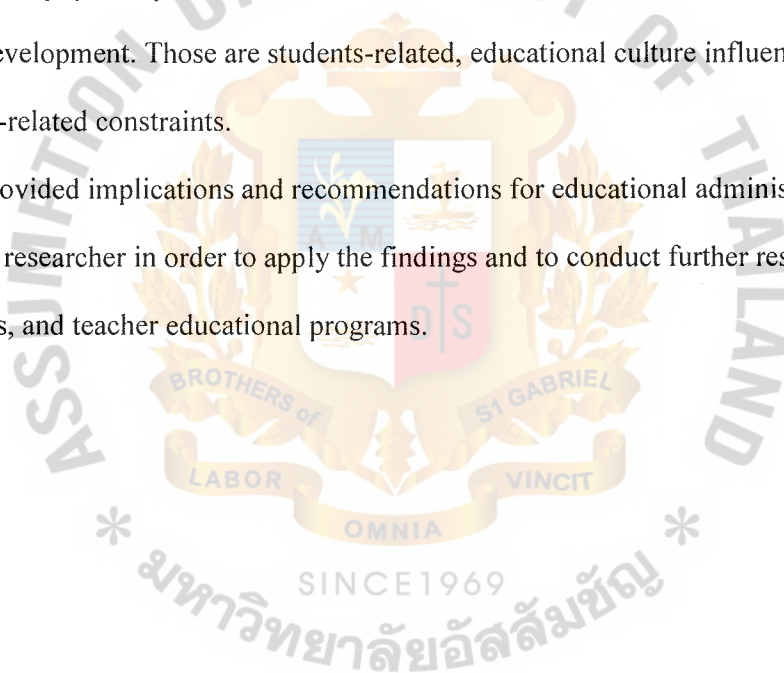 evelopment. Those are students-related, educational culture influen
-related constraints.
ovided implications and recommendations for educational adminis
researcher in order to apply the findings and to conduct further res
s, and teacher educational programs.
ASSUMPTION OF THAILAND
A M
D S
BROTHERS of ST GABRIEL
LABOR VINCIT
OMNIA
* *
SINCE1969
มหาวิทยาลัยอัสสัมชัญ